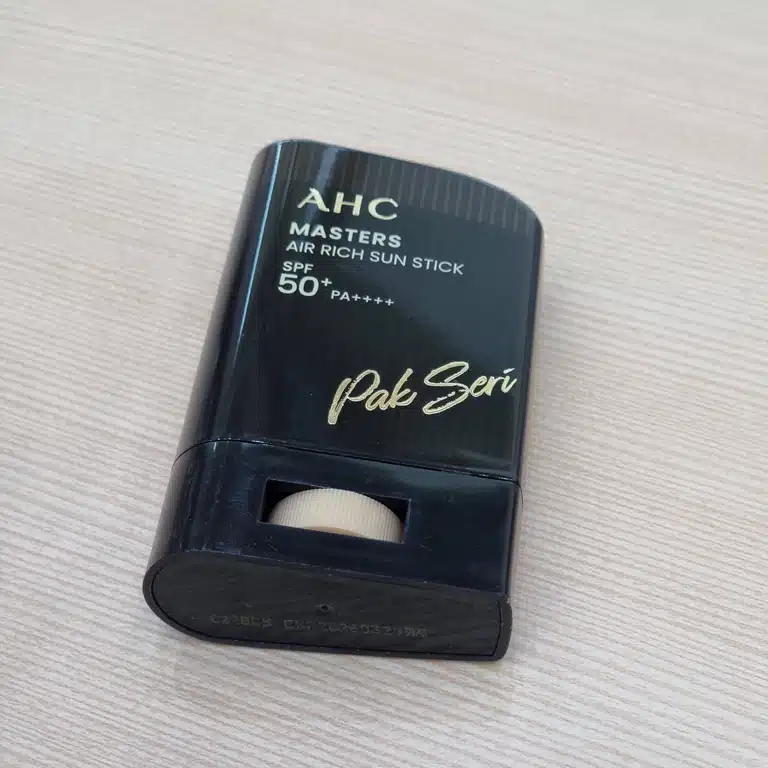 AHC
MASTERS
AIR RICH SUN STICK
SPF
50+ PA++++
Pak Seri